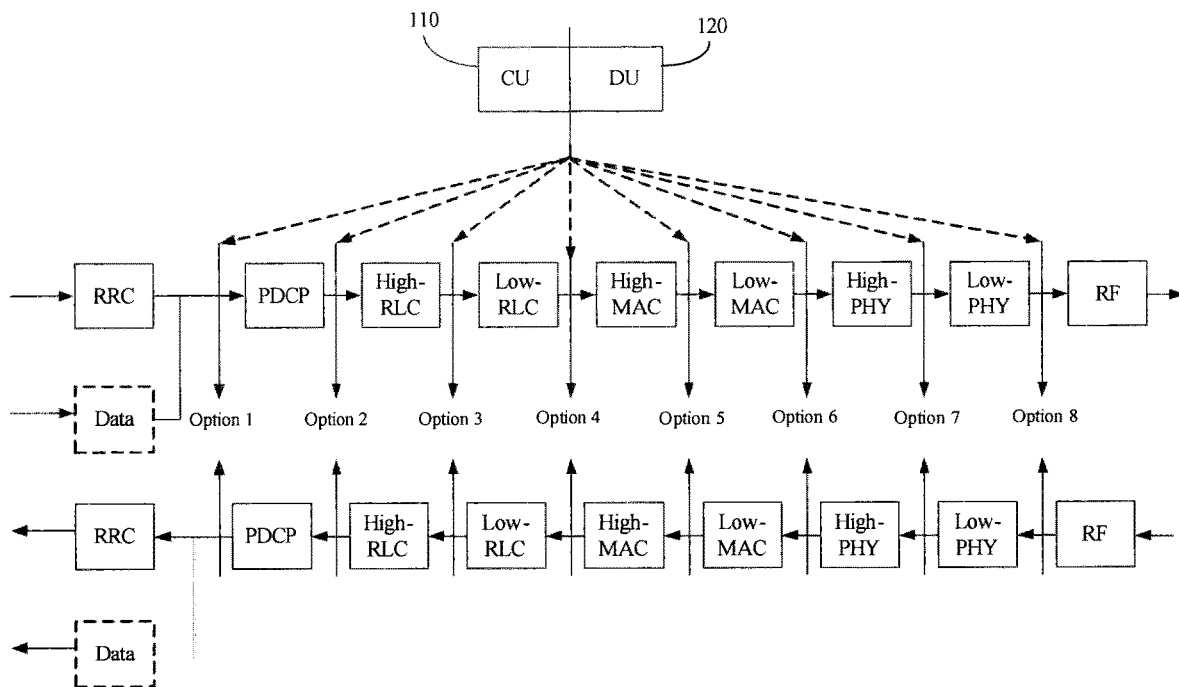 110
120
CU
DU
RRC
PDCP
High-
RLC
Low-
RLC
High-
MAC
Low-
MAC
High-
PHY
Low-
PHY
RF
Data
Option 1
Option 2
Option 3
Option 4
Option 5
Option 6
Option 7
Option 8
RRC
PDCP
High-
RLC
Low-
RLC
High-
MAC
Low-
MAC
High-
PHY
Low-
PHY
RF
Data